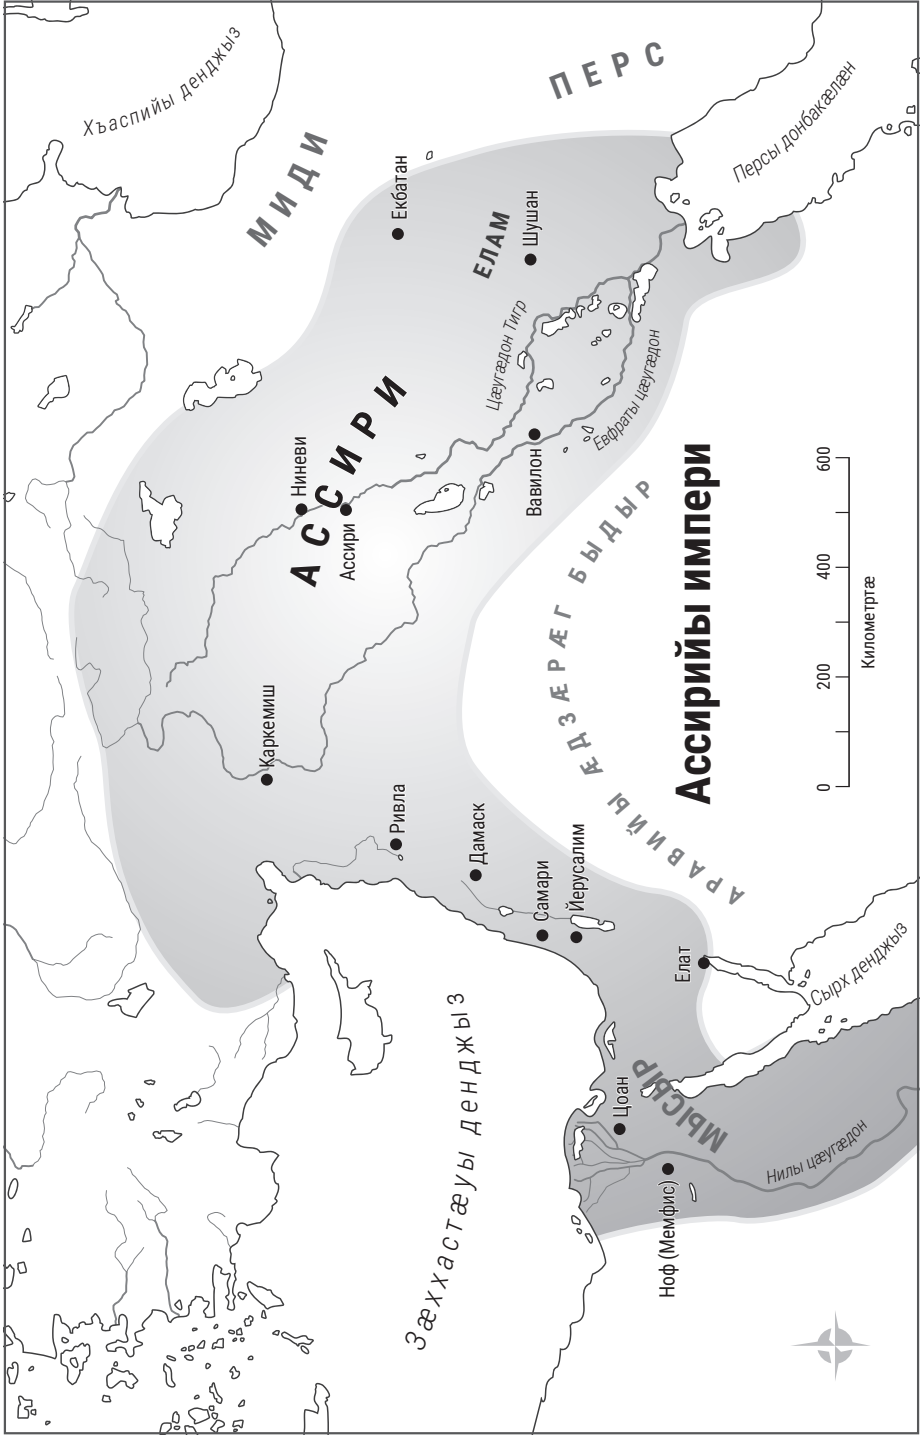 Хъаспийы денджыз
МИДИ
ПЕРС
Персы донбакæлæн
Екбатан
ЕЛАМ
Шушан
Цæугæдон Тигр
Евфраты цæугæдон
Ниневи
АССИРИ
Ассири
Вавилон
Каркемиш
Ривла
Дамаск
Самари
Йерусалим
Елат
АРАВИЙЫ ÆДЗÆРÆГ БЫДЫР
Сырх денджыз
Зæххастæуы денджыз
Цоан
МЫСЫР
Ноф (Мемфис)
Нилы цæугæдон
Ассирийы импери
0 200 400 600
Километртæ